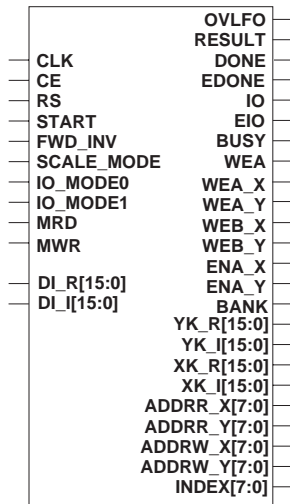 CLK
CE
RS
START
FWD_INV
SCALE_MODE
IO_MODE0
IO_MODE1
MRD
MWR
DI_R[15:0]
DI_I[15:0]
OVLFO
RESULT
DONE
EDONE
IO
EIO
BUSY
WEA
WEA_X
WEA_Y
WEB_X
WEB_Y
ENA_X
ENA_Y
BANK
YK_R[15:0]
YK_I[15:0]
XK_R[15:0]
XK_I[15:0]
ADDRR_X[7:0]
ADDRR_Y[7:0]
ADDRW_X[7:0]
ADDRW_Y[7:0]
INDEX[7:0]